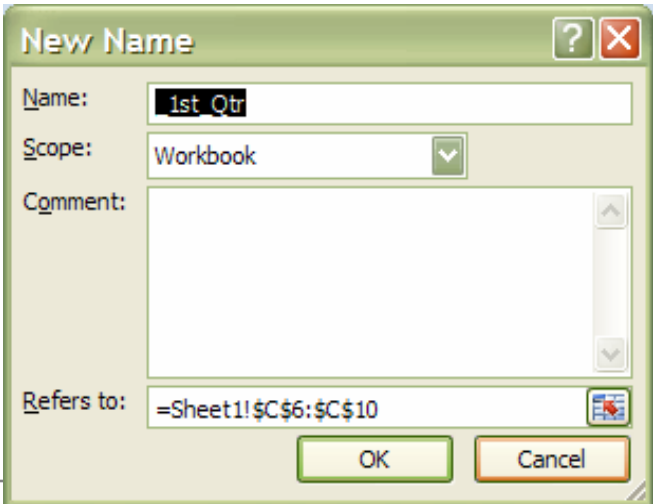 New Name
Name: _1st_Qtr
Scope: Workbook
Comment:
Refers to: =Sheet1!$C$6:$C$10
OK Cancel